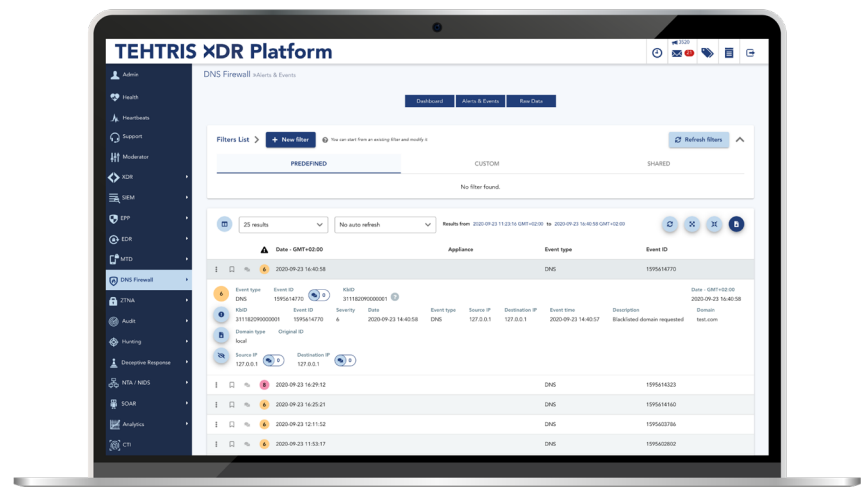 TEHTRIS XDR Platform
3520
21
Admin
Health
Heartbeats
Support
Moderator
XDR
SIEM
EPP
EDR
MTD
DNS Firewall
ZTNA
Audit
Hunting
Deceptive Response
NTA / NIDS
SOAR
Analytics
CTI
DNS Firewall #Alerts & Events
Dashboard Alerts & Events Raw Data
Filters List > + New filter You can start from an existing filter and modify it Refresh filters
PREDEFINED CUSTOM SHARED
No filter found.
25 results No auto refresh Results from 2020-09-23 11:23:16 GMT+02:00 to 2020-09-23 16:40:58 GMT+02:00
Date - GMT+02:00 Appliance Event type Event ID
6 2020-09-23 16:40:58 DNS 1595614770
6 Event type Event ID KbID Date - GMT+02:00
DNS 1595614770 0 311182090000001 ? 2020-09-23 16:40:58
KbID Event ID Severity Date Event type Source IP Destination IP Event time Description Domain
311182090000001 1595614770 6 2020-09-23 14:40:58 DNS 127.0.0.1 127.0.0.1 2020-09-23 14:40:57 Blacklisted domain requested test.com
Domain type Original ID
local
Source IP Destination IP
127.0.0.1 0 127.0.0.1 0
8 2020-09-23 16:29:12 DNS 1595614323
6 2020-09-23 16:25:21 DNS 1595614160
6 2020-09-23 12:11:52 DNS 1595603786
6 2020-09-23 11:53:17 DNS 1595602802